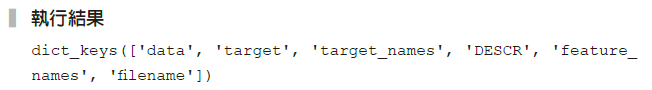 執行結果
dict_keys(['data', 'target', 'target_names', 'DESCR', 'feature_
names', 'filename'])